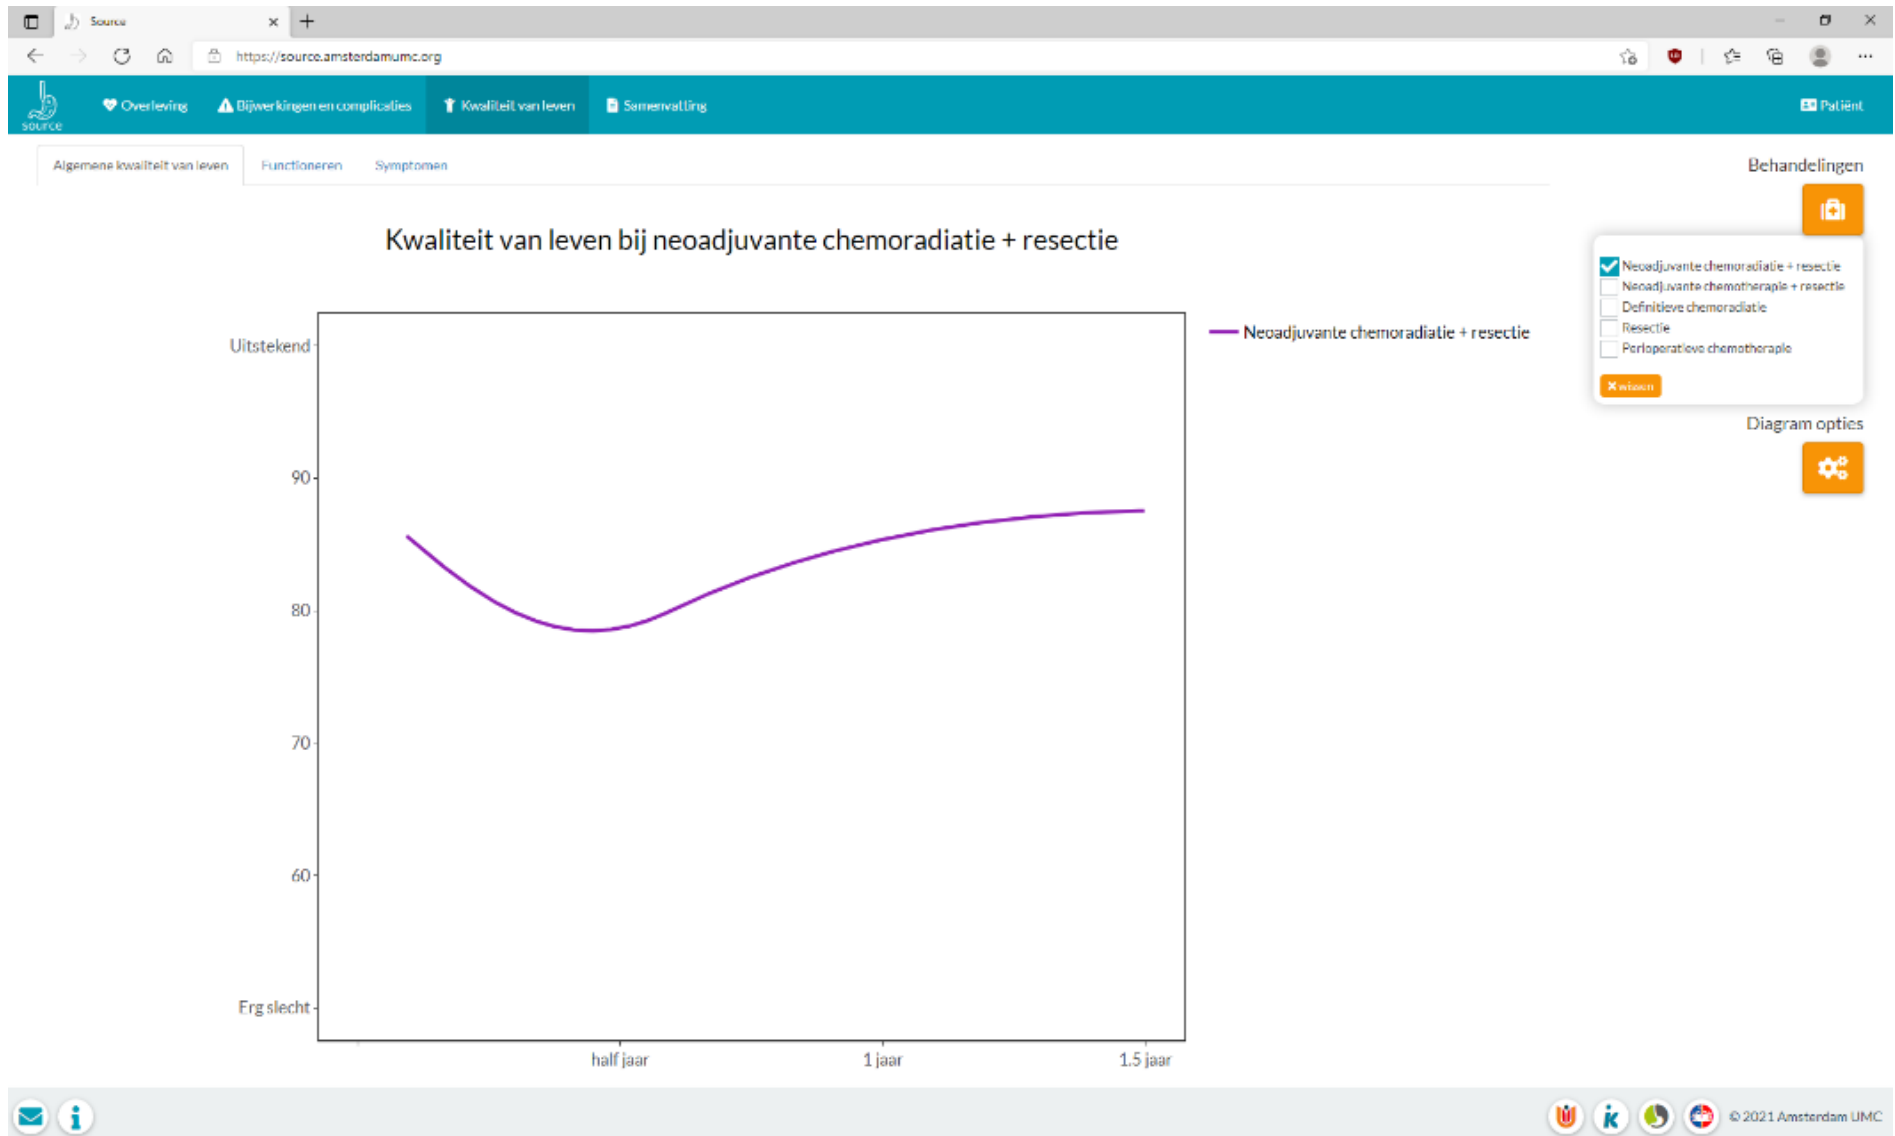 Source
https://source.amsterdamumc.org
source
Overleving
Bijwerkingen en complicaties
Kwaliteit van leven
Samenvatting
Patiënt
Algemene kwaliteit van leven
Functioneren
Symptomen
Behandelingen
Kwaliteit van leven bij neoadjuvante chemoradiatie + resectie
Neoadjuvante chemoradiatie + resectie
Neoadjuvante chemotherapie + resectie
Definitieve chemoradiatie
Resectie
Perioperatieve chemotherapie
wissen
Diagram opties
Neoadjuvante chemoradiatie + resectie
Uitstekend
90
80
70
60
Erg slecht
half jaar
1 jaar
1.5 jaar
© 2021 Amsterdam UMC